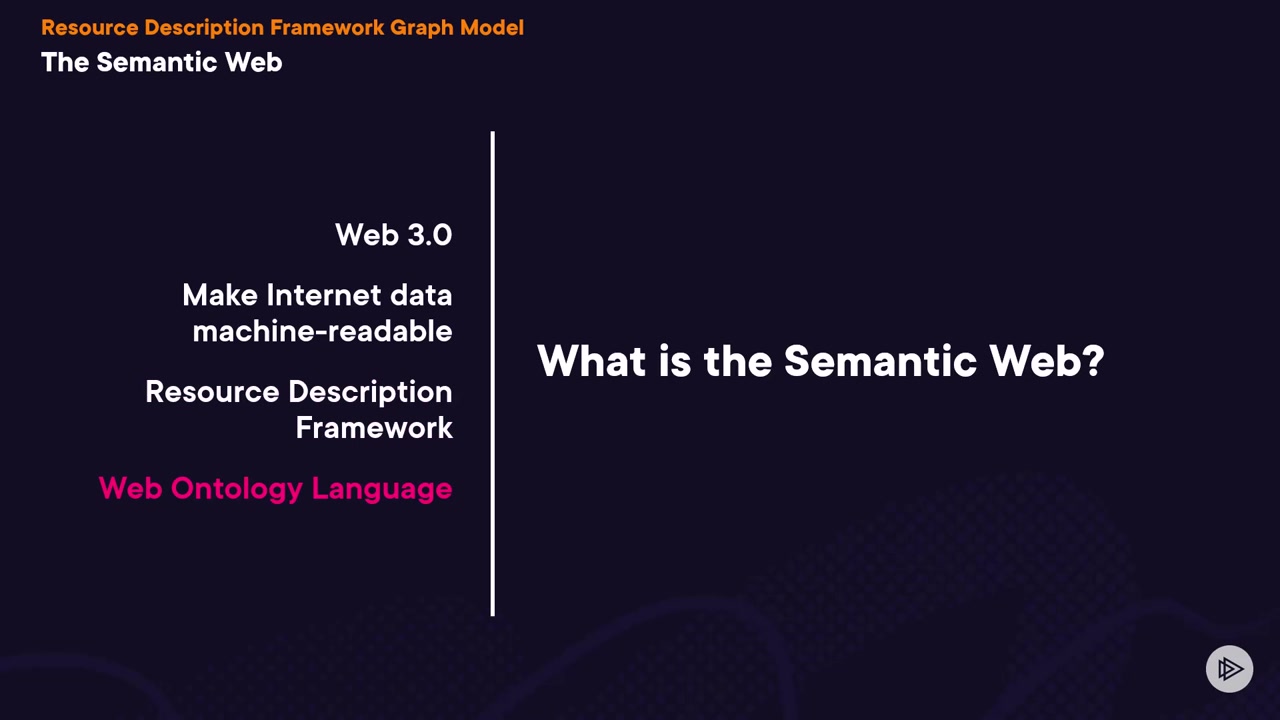 Resource Description Framework Graph Model
The Semantic Web
Web 3.0
Make Internet data
machine-readable
Resource Description
Framework
Web Ontology Language
What is the Semantic Web?